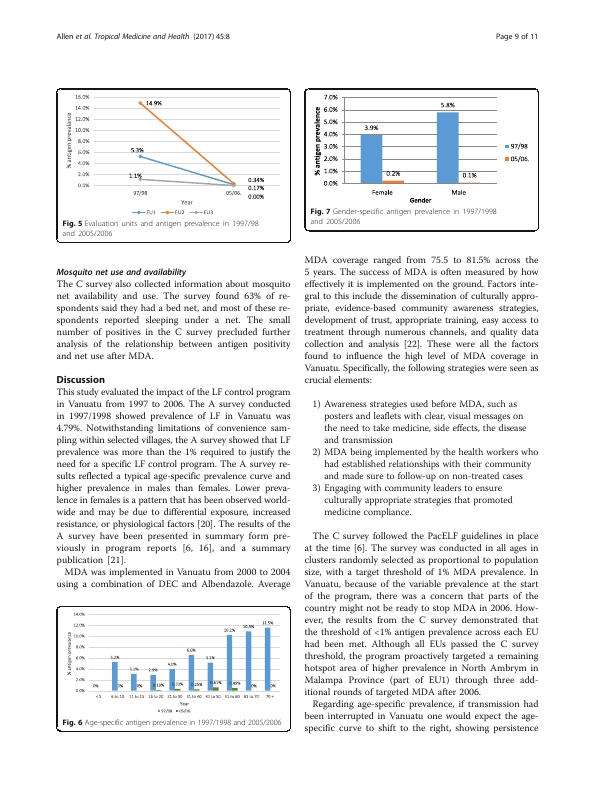 Allen et al. Tropical Medicine and Health (2017) 45:8
Page 9 of 11
% antigen prevalence
16.0%
14.0%
12.0%
10.0%
8.0%
6.0%
4.0%
2.0%
0.0%
14.9%
5.3%
1.1%
0.34%
0.17%
0.00%
97/98
05/06.
Year
EU1 EU2 EU3
Fig. 5 Evaluation units and antigen prevalence in 1997/98
and 2005/2006
Mosquito net use and availability
The C survey also collected information about mosquito
net availability and use. The survey found 63% of re-
spondents said they had a bed net, and most of these re-
spondents reported sleeping under a net. The small
number of positives in the C survey precluded further
analysis of the relationship between antigen positivity
and net use after MDA.
Discussion
This study evaluated the impact of the LF control program
in Vanuatu from 1997 to 2006. The A survey conducted
in 1997/1998 showed prevalence of LF in Vanuatu was
4.79%. Notwithstanding limitations of convenience sam-
pling within selected villages, the A survey showed that LF
prevalence was more than the 1% required to justify the
need for a specific LF control program. The A survey re-
sults reflected a typical age-specific prevalence curve and
higher prevalence in males than females. Lower preva-
lence in females is a pattern that has been observed world-
wide and may be due to differential exposure, increased
resistance, or physiological factors [20]. The results of the
A survey have been presented in summary form pre-
viously in program reports [6, 16], and a summary
publication [21].
MDA was implemented in Vanuatu from 2000 to 2004
using a combination of DEC and Albendazole. Average
% antigen prevalence
14.0%
12.0%
10.0%
8.0%
6.0%
4.0%
2.0%
0.0%
0%
5.2%
0%
3.1%
0%
2.9%
4.0%
6.6%
5.2%
10.2%
10.9%
0%
11.5%
0%
< 5
6 to 10
11 to 15
16 to 20
21 to 30
31 to 40
41 to 50
51 to 60
61 to 70
70 +
97/98 05/06.
Fig. 6 Age-specific antigen prevalence in 1997/1998 and 2005/2006
% antigen prevalence
7.0%
6.0%
5.0%
4.0%
3.0%
2.0%
1.0%
0.0%
3.9%
0.2%
5.8%
0.1%
Female
Male
Gender
97/98
05/06.
Fig. 7 Gender-specific antigen prevalence in 1997/1998
and 2005/2006
MDA coverage ranged from 75.5 to 81.5% across the
5 years. The success of MDA is often measured by how
effectively it is implemented on the ground. Factors inte-
gral to this include the dissemination of culturally appro-
priate, evidence-based community awareness strategies,
development of trust, appropriate training, easy access to
treatment through numerous channels, and quality data
collection and analysis [22]. These were all the factors
found to influence the high level of MDA coverage in
Vanuatu. Specifically, the following strategies were seen as
crucial elements:
1) Awareness strategies used before MDA, such as
posters and leaflets with clear, visual messages on
the need to take medicine, side effects, the disease
and transmission
2) MDA being implemented by the health workers who
had established relationships with their community
and made sure to follow-up on non-treated cases
3) Engaging with community leaders to ensure
culturally appropriate strategies that promoted
medicine compliance.
The C survey followed the PacELF guidelines in place
at the time [6]. The survey was conducted in all ages in
clusters randomly selected as proportional to population
size, with a target threshold of 1% MDA prevalence. In
Vanuatu, because of the variable prevalence at the start
of the program, there was a concern that parts of the
country might not be ready to stop MDA in 2006. How-
ever, the results from the C survey demonstrated that
the threshold of <1% antigen prevalence across each EU
had been met. Although all EUs passed the C survey
threshold, the program proactively targeted a remaining
hotspot area of higher prevalence in North Ambrym in
Malampa Province (part of EU1) through three add-
itional rounds of targeted MDA after 2006.
Regarding age-specific prevalence, if transmission had
been interrupted in Vanuatu one would expect the age-
specific curve to shift to the right, showing persistence